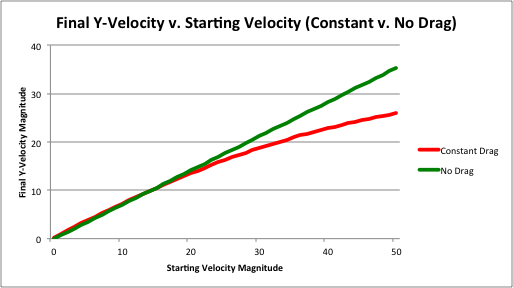 Final Y-Velocity v. Starting Velocity (Constant v. No Drag)
Final Y-Velocity Magnitude
40
30
20
10
0
0 10 20 30 40 50
Starting Velocity Magnitude
Constant Drag
No Drag